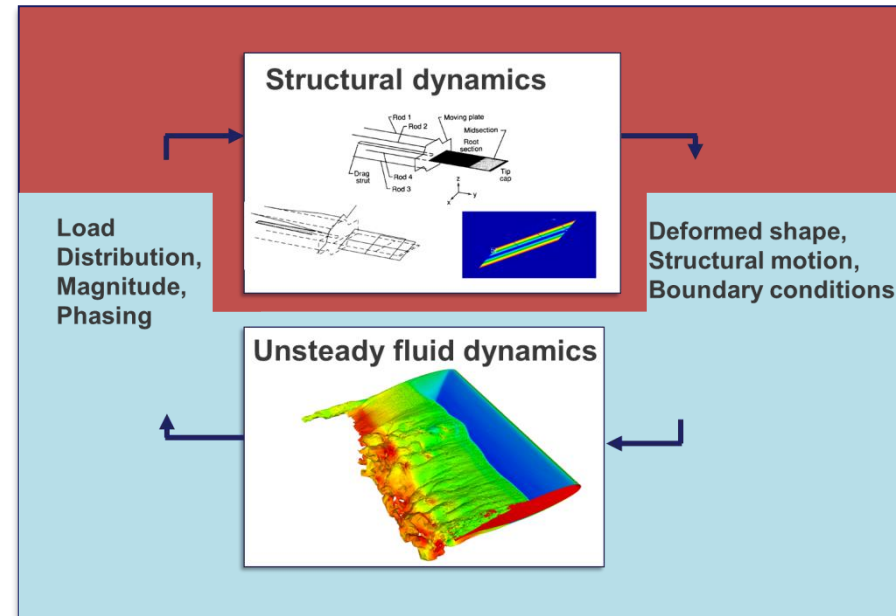 Structural dynamics
Rod 1
Rod 2
Moving plate
Midsection
Root
section
Drag
strut
Rod 4
Rod 3
Tip
cap
z
y
x
Load
Distribution,
Magnitude,
Phasing
Deformed shape,
Structural motion,
Boundary conditions
Unsteady fluid dynamics